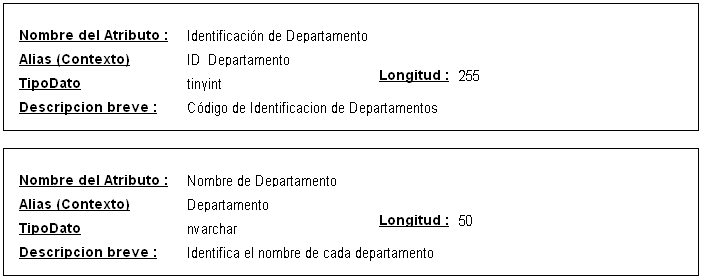 Nombre del Atributo : Identificación de Departamento
Alias (Contexto) ID Departamento
TipoDato tinyint Longitud : 255
Descripcion breve : Código de Identificacion de Departamentos
Nombre del Atributo : Nombre de Departamento
Alias (Contexto) Departamento
TipoDato nvarchar Longitud : 50
Descripcion breve : Identifica el nombre de cada departamento